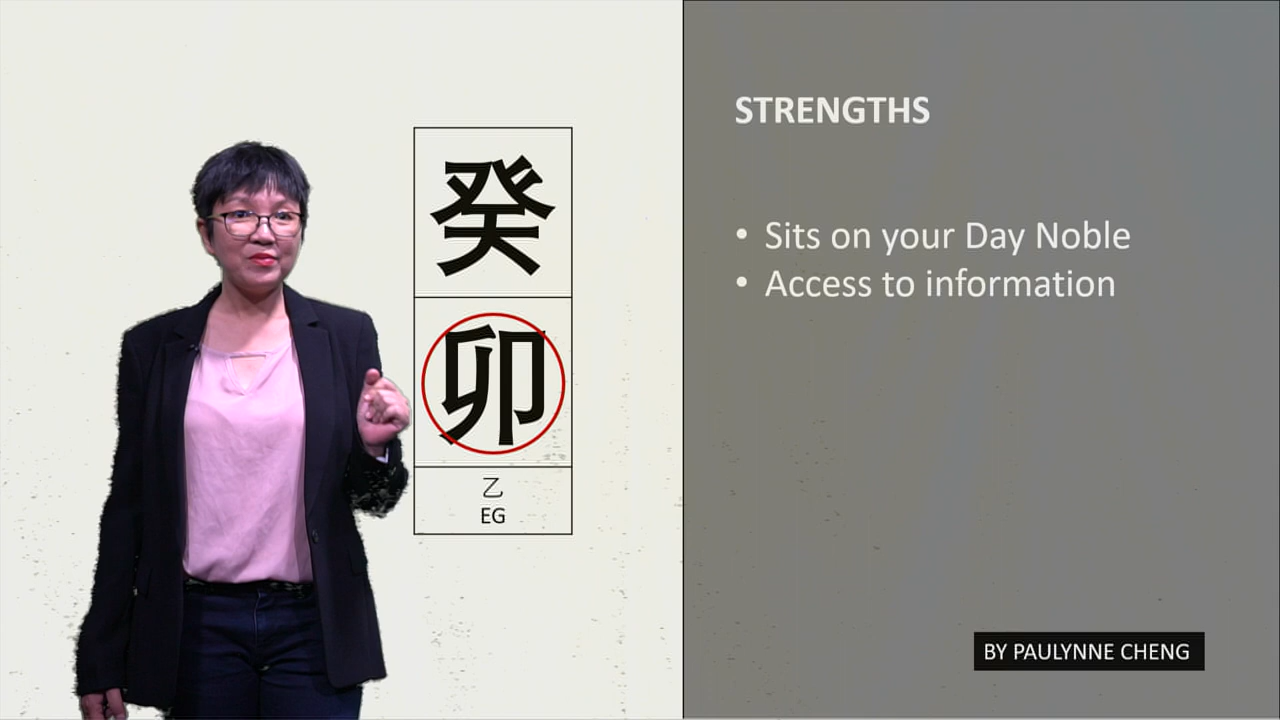 癸
卯
乙
EG
STRENGTHS
• Sits on your Day Noble
• Access to information
BY PAULYNNE CHENG